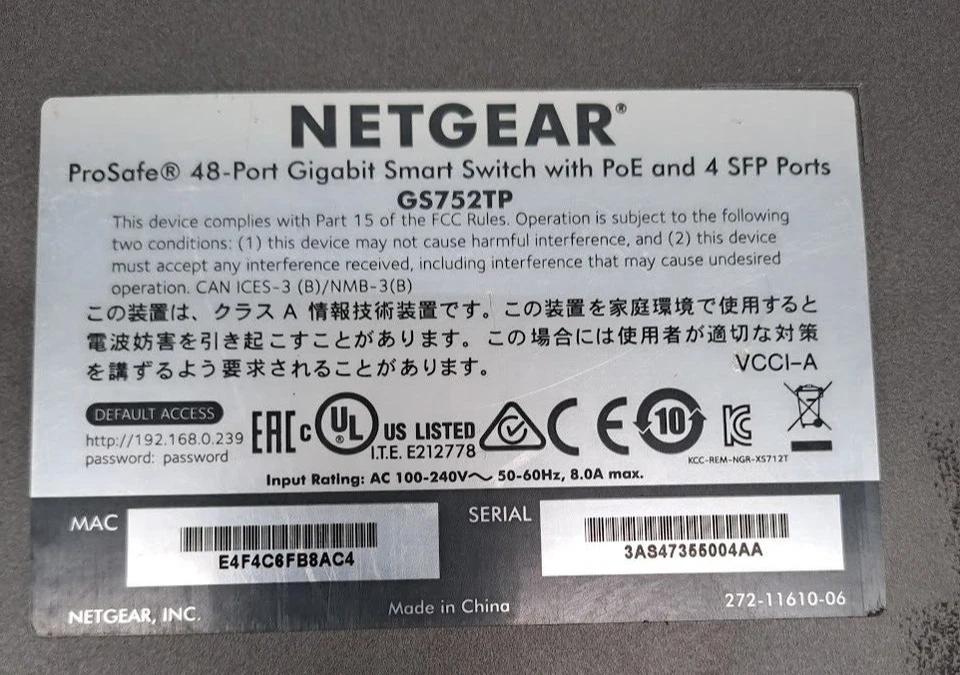 NETGEAR®
ProSafe® 48-Port Gigabit Smart Switch with PoE and 4 SFP Ports
GS752TP
This device complies with Part 15 of the FCC Rules. Operation is subject to the following
two conditions: (1) this device may not cause harmful interference, and (2) this device
must accept any interference received, including interference that may cause undesired
operation. CAN ICES-3 (B)/NMB-3(B)
この装置は、クラス A 情報技術装置です。この装置を家庭環境で使用すると
電波妨害を引き起こすことがあります。この場合には使用者が適切な対策
を講ずるよう要求されることがあります。
VCCI-A
DEFAULT ACCESS
http://192.168.0.239
password: password
EAC
c UL ® US LISTED
I.T.E. E212778
CE
10
KCC-REM-NGR-XS712T
Input Rating: AC 100-240V～ 50-60Hz, 8.0A max.
MAC
E4F4C6FB8AC4
SERIAL
3AS47355004AA
NETGEAR, INC.
Made in China
272-11610-06